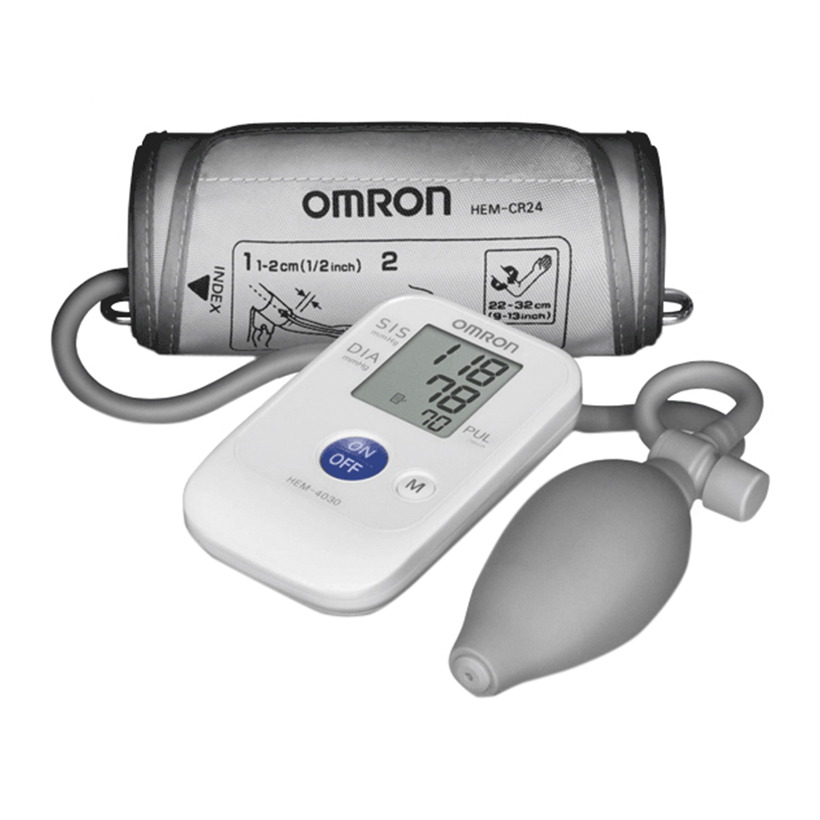 OMRON HEM-CR24
1 1-2cm(1/2inch) 2
INDEX
22-32cm
(9-13inch)
OMRON
SIS
mmHg
DIA
mmHg
118
78
70
PUL
ON
OFF
M
HEM-4030